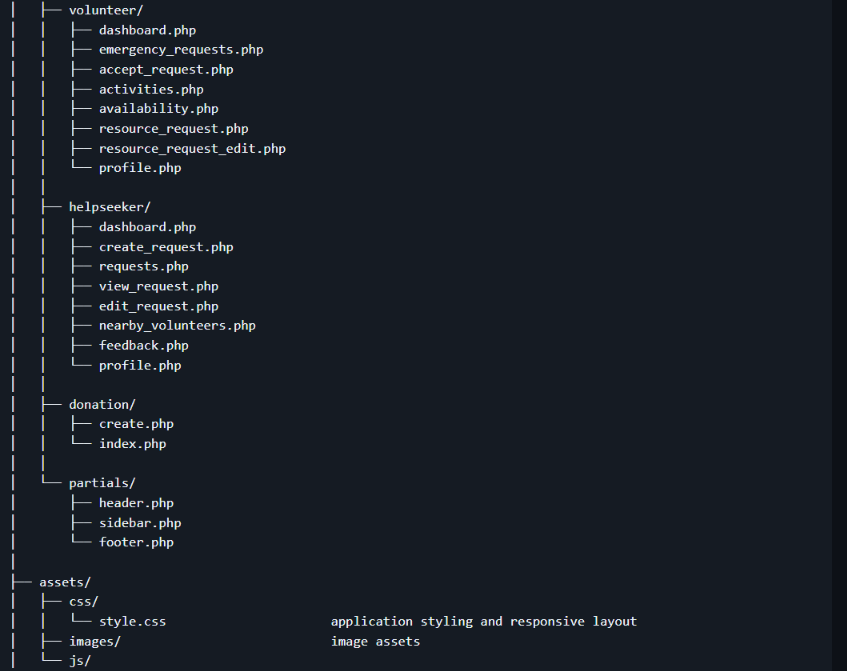 │   ├── volunteer/
│   │   ├── dashboard.php
│   │   ├── emergency_requests.php
│   │   ├── accept_request.php
│   │   ├── activities.php
│   │   ├── availability.php
│   │   ├── resource_request.php
│   │   ├── resource_request_edit.php
│   │   └── profile.php
│   │
│   ├── helpseeker/
│   │   ├── dashboard.php
│   │   ├── create_request.php
│   │   ├── requests.php
│   │   ├── view_request.php
│   │   ├── edit_request.php
│   │   ├── nearby_volunteers.php
│   │   ├── feedback.php
│   │   └── profile.php
│   │
│   ├── donation/
│   │   ├── create.php
│   │   └── index.php
│   │
│   └── partials/
│       ├── header.php
│       ├── sidebar.php
│       └── footer.php
│
├── assets/
│   ├── css/
│   │   └── style.css                      application styling and responsive layout
│   ├── images/                            image assets
│   └── js/